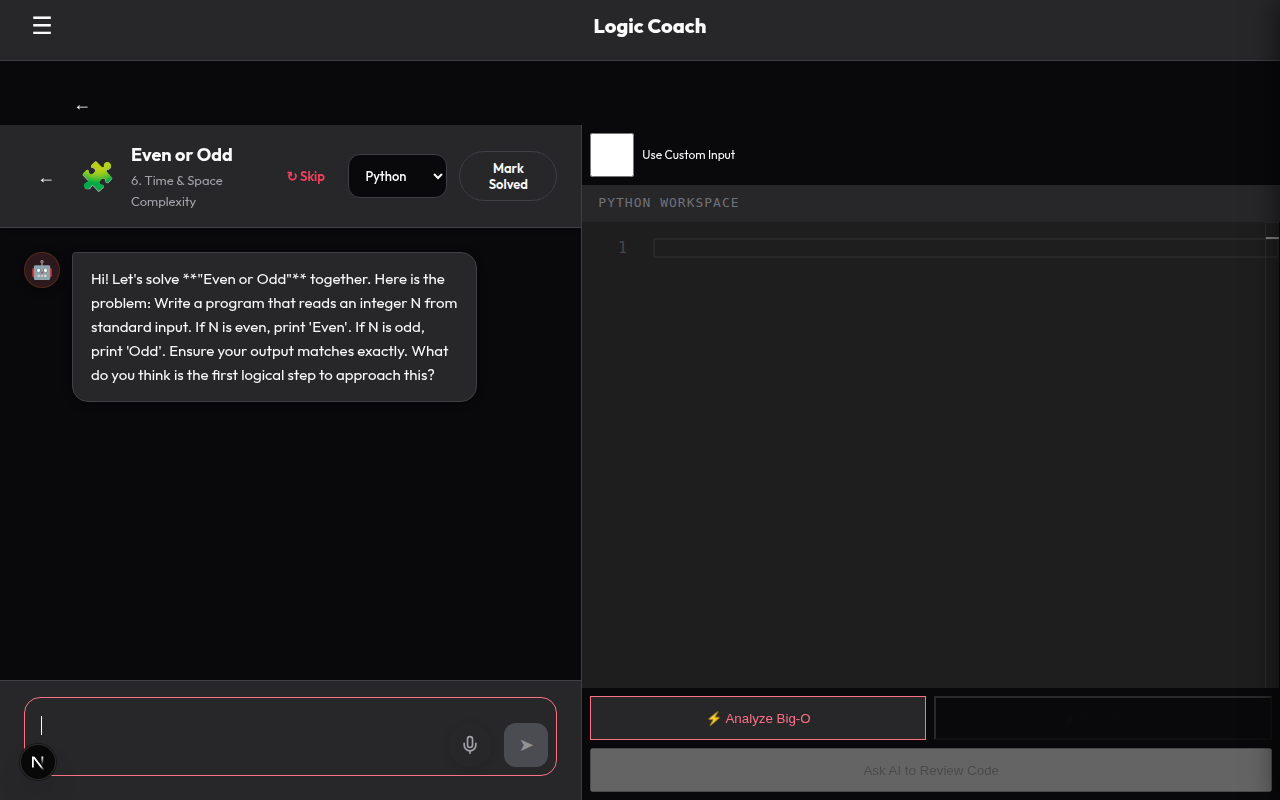 ☰
Logic Coach
←
←
Even or Odd
6. Time & Space
Complexity
↻ Skip
Python
Mark
Solved
Hi! Let's solve **"Even or Odd"** together. Here is the
problem: Write a program that reads an integer N from
standard input. If N is even, print 'Even'. If N is odd,
print 'Odd'. Ensure your output matches exactly. What
do you think is the first logical step to approach this?
N
Use Custom Input
PYTHON WORKSPACE
1
⚡ Analyze Big-O
Ask AI to Review Code